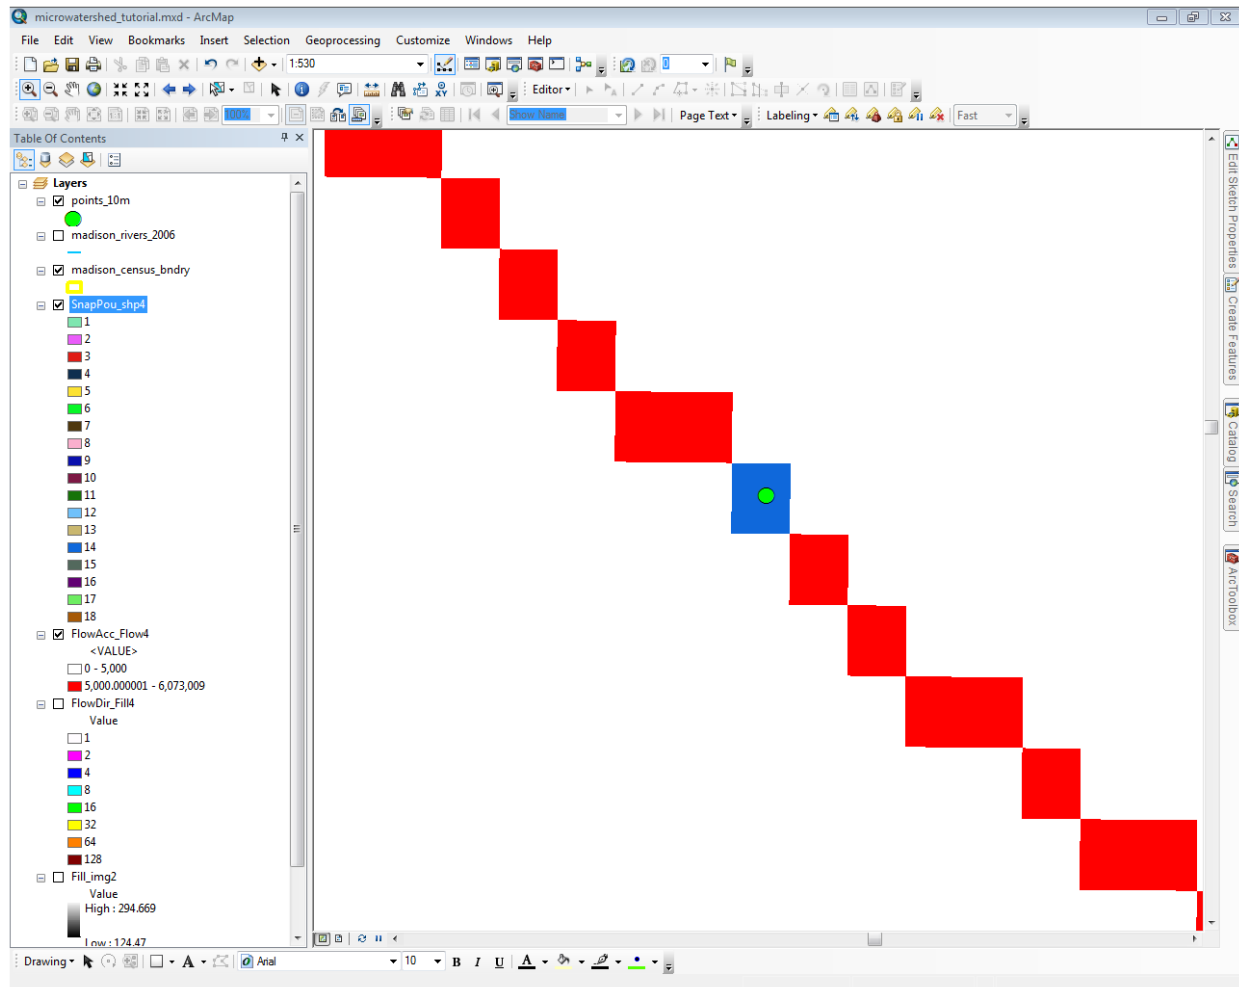 microwatershed_tutorial.mxd - ArcMap
File Edit View Bookmarks Insert Selection Geoprocessing Customize Windows Help
1:530 0
Editor
100% Show Name Page Text Labeling Fast
Table Of Contents
Layers
points_10m
madison_rivers_2006
madison_census_bndry
SnapPou_shp4
1
2
3
4
5
6
7
8
9
10
11
12
13
14
15
16
17
18
FlowAcc_Flow4
<VALUE>
0 - 5,000
5,000.000001 - 6,073,009
FlowDir_Fill4
Value
1
2
4
8
16
32
64
128
Fill_img2
Value
High : 294.669
Low : 124.47
Edit Sketch Properties
Create Features
Catalog
Search
ArcToolbox
Drawing A Arial 10 B I U A